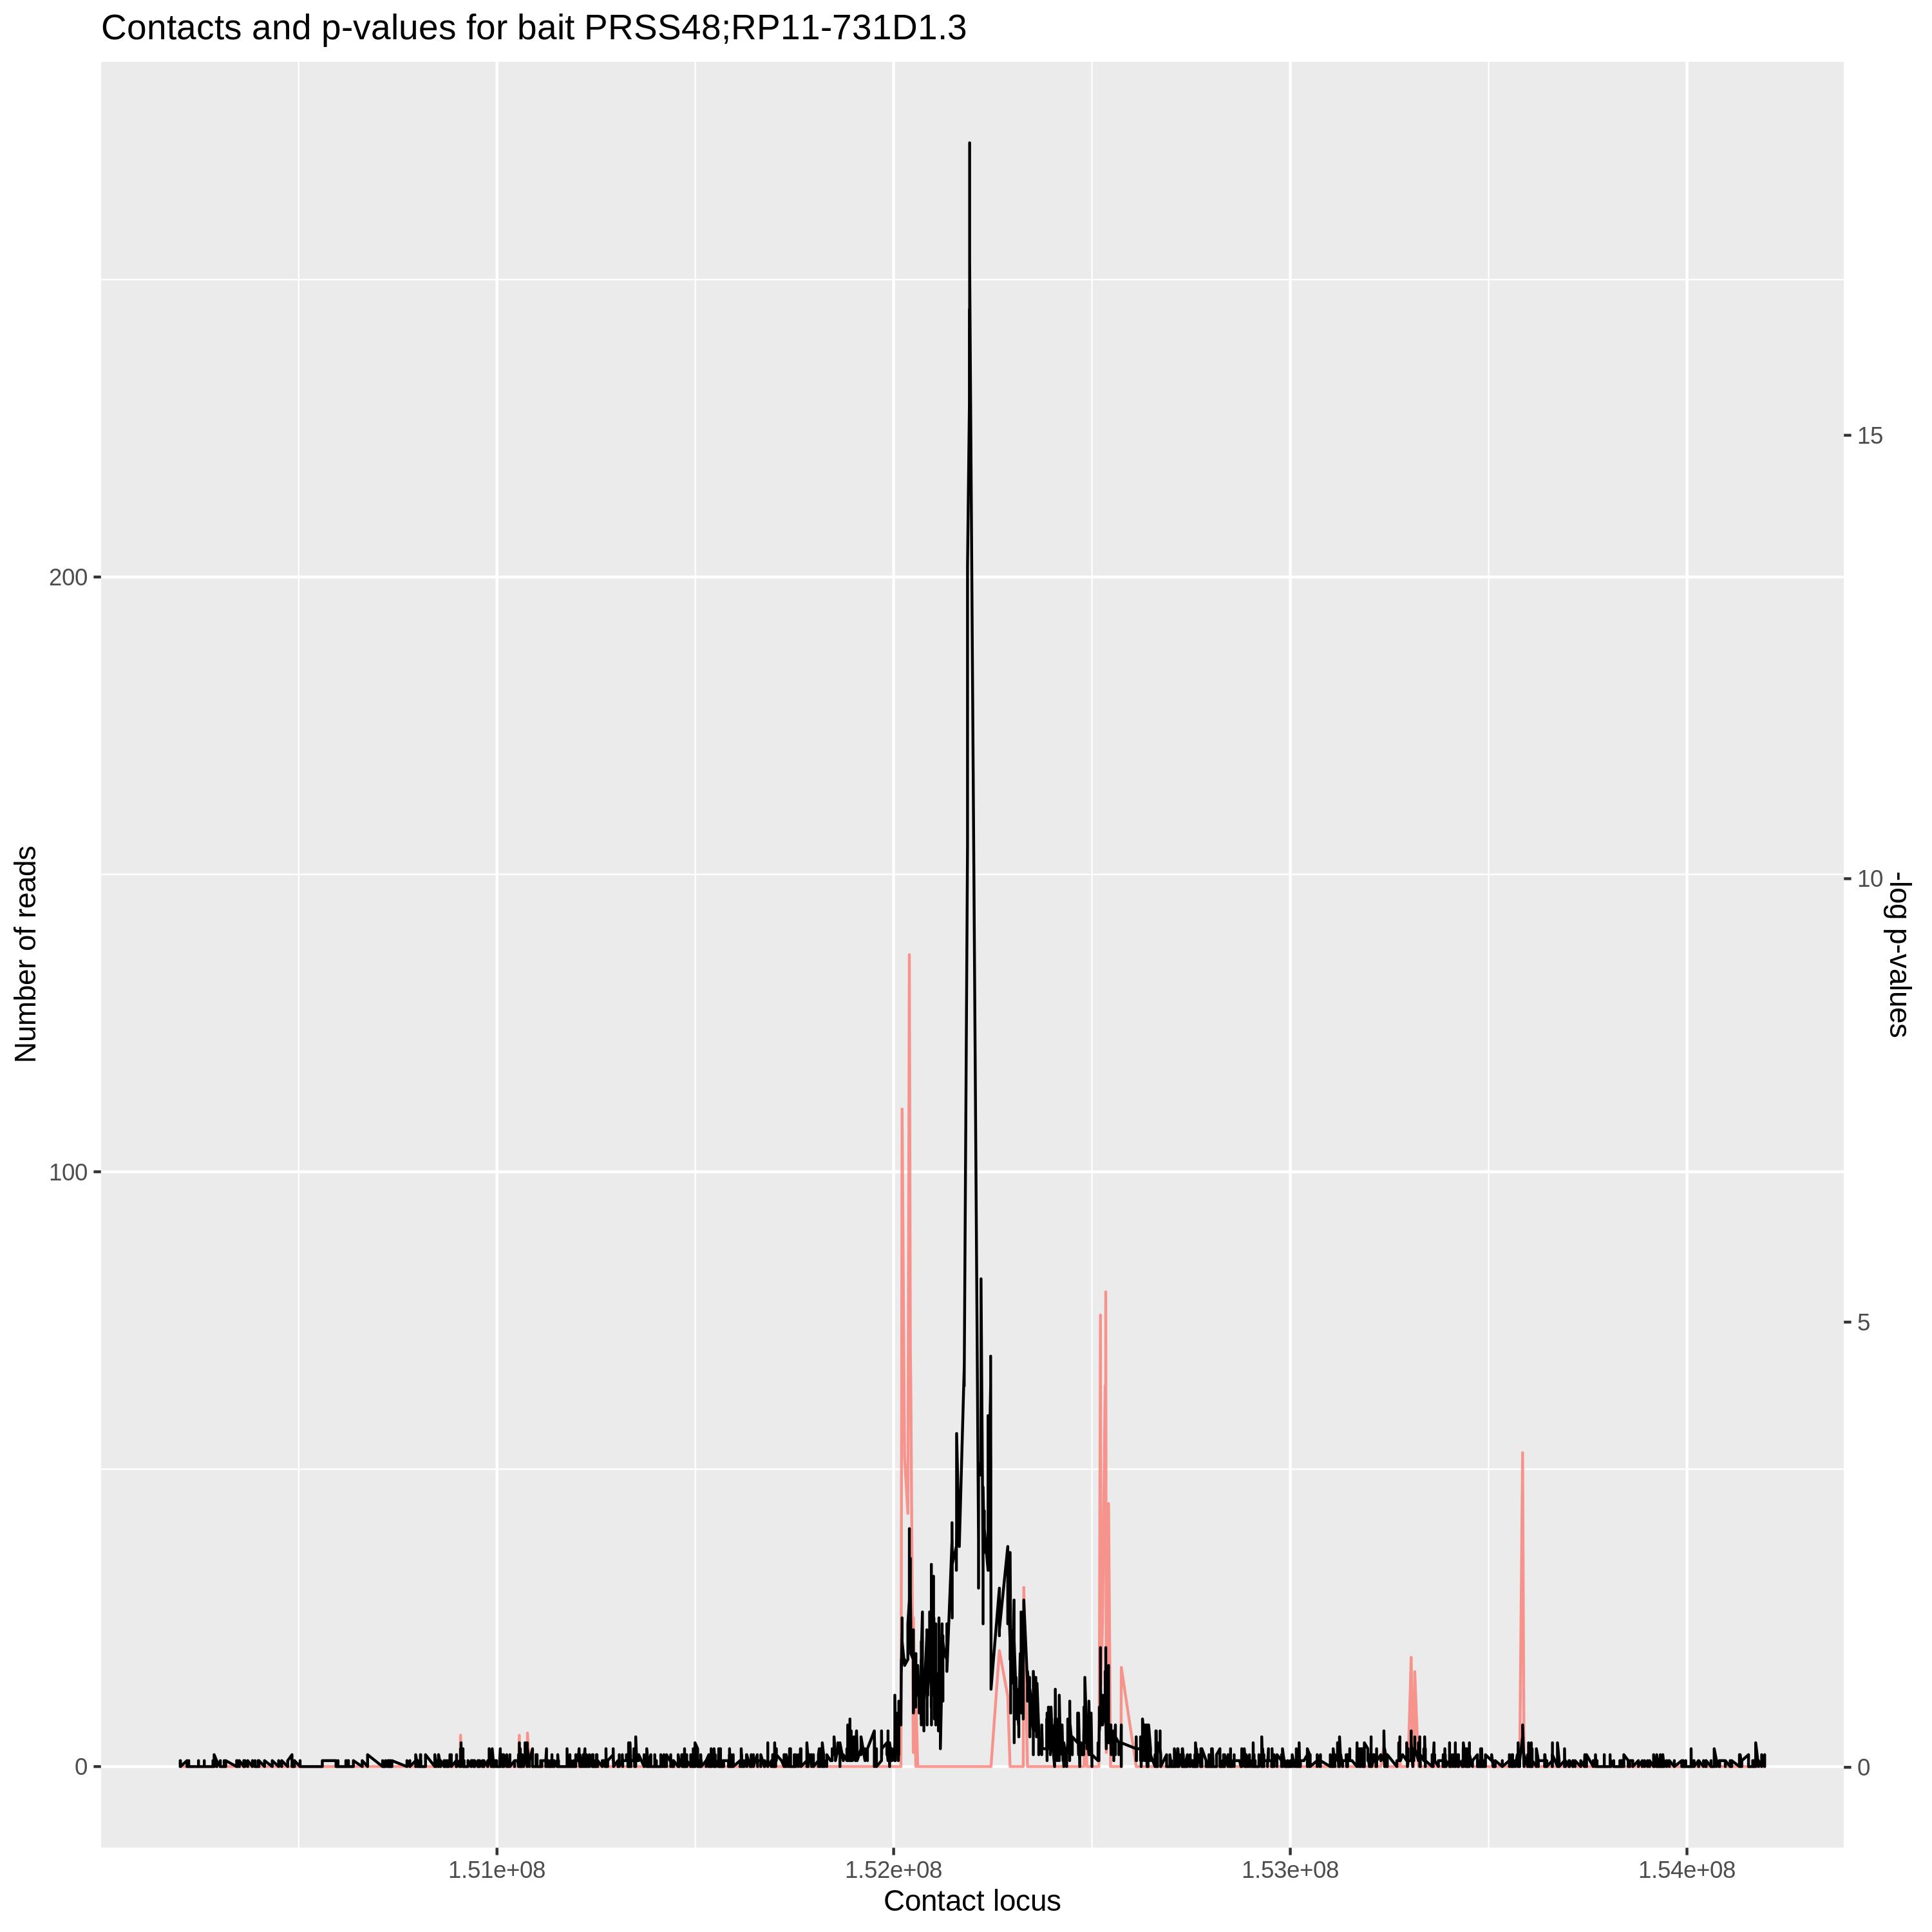 Contacts and p-values for bait PRSS48;RP11-731D1.3
Number of reads
200
100
0
15
10
5
0
-log p-values
1.51e+08
1.52e+08
1.53e+08
1.54e+08
Contact locus